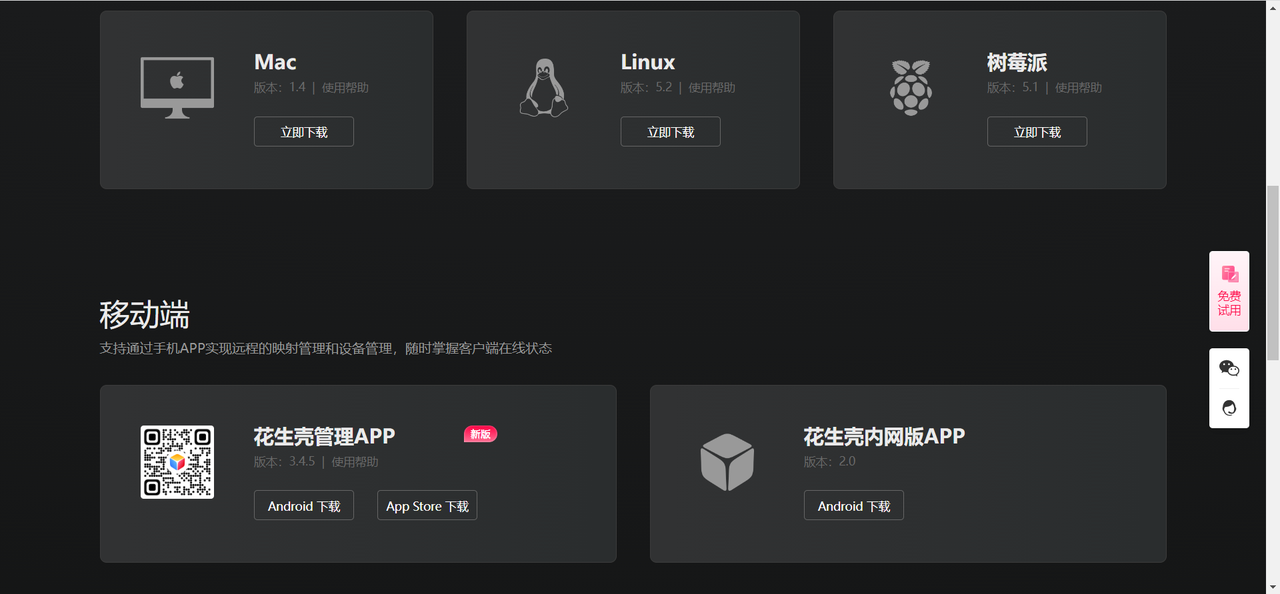 Mac
版本：1.4 | 使用帮助
立即下载
Linux
版本：5.2 | 使用帮助
立即下载
树莓派
版本：5.1 | 使用帮助
立即下载
移动端
支持通过手机APP实现远程的映射管理和设备管理，随时掌握客户端在线状态
花生壳管理APP
新版
版本：3.4.5 | 使用帮助
Android 下载
App Store 下载
花生壳内网版APP
版本：2.0
Android 下载
免费
试用